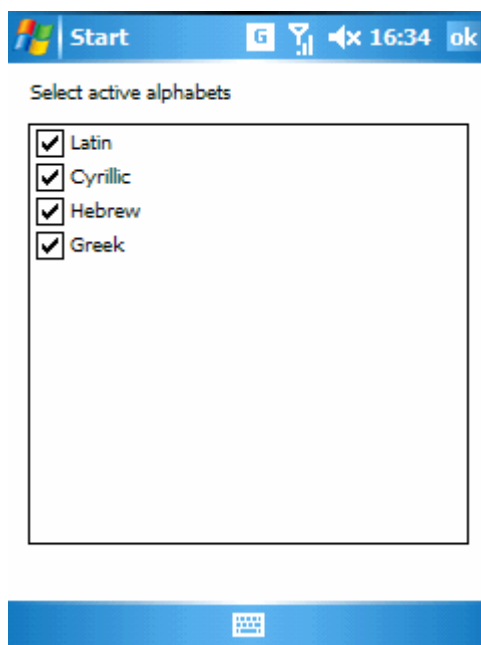 Start G 16:34 ok
Select active alphabets
Latin
Cyrillic
Hebrew
Greek